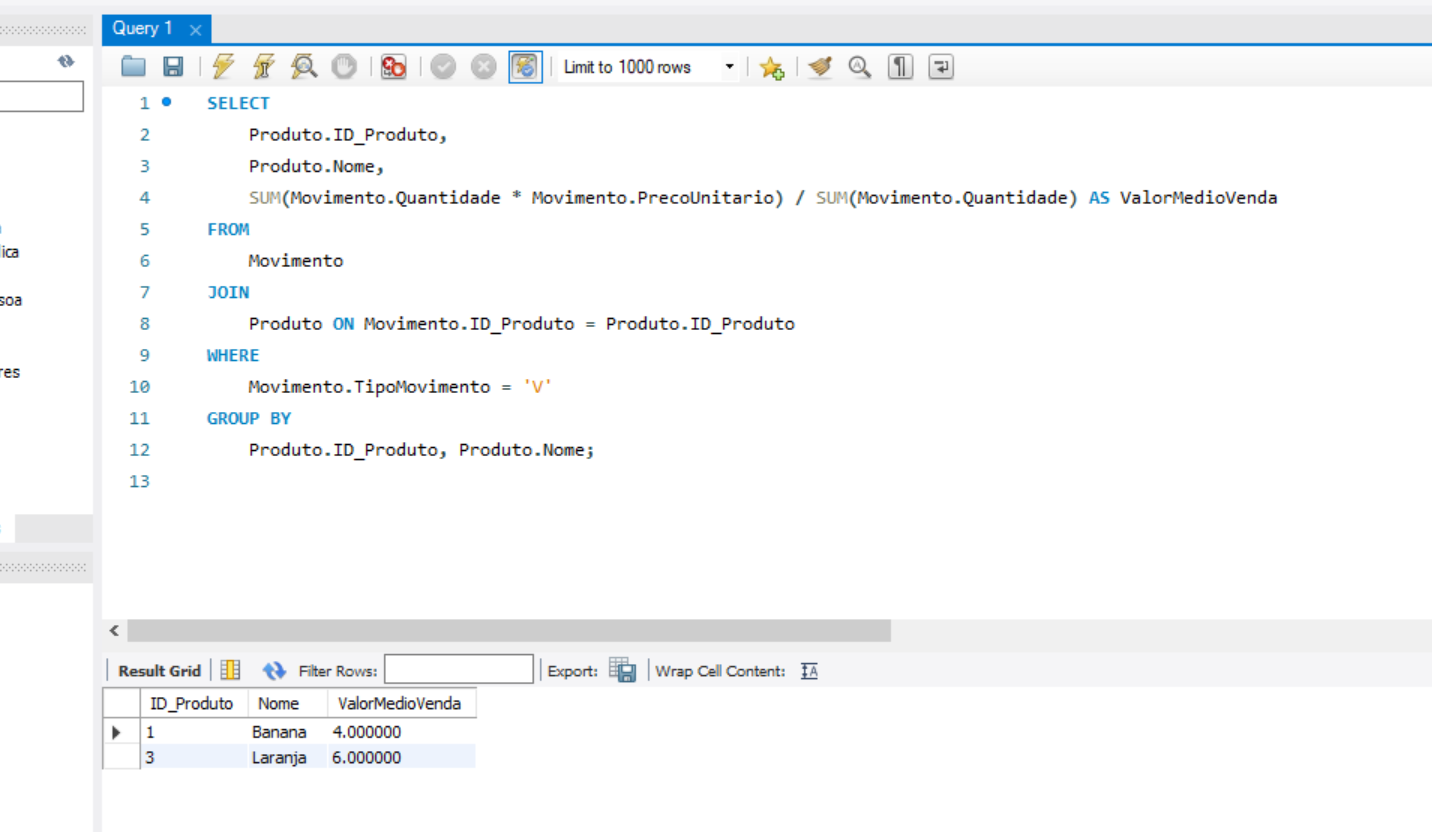 Query 1
Limit to 1000 rows
1 SELECT
2 Produto.ID_Produto,
3 Produto.Nome,
4 SUM(Movimento.Quantidade * Movimento.PrecoUnitario) / SUM(Movimento.Quantidade) AS ValorMedioVenda
5 FROM
lica
6 Movimento
7 JOIN
soa
8 Produto ON Movimento.ID_Produto = Produto.ID_Produto
9 WHERE
res
10 Movimento.TipoMovimento = 'V'
11 GROUP BY
12 Produto.ID_Produto, Produto.Nome;
13
Result Grid Filter Rows: Export: Wrap Cell Content:
ID_Produto Nome ValorMedioVenda
1 Banana 4.000000
3 Laranja 6.000000